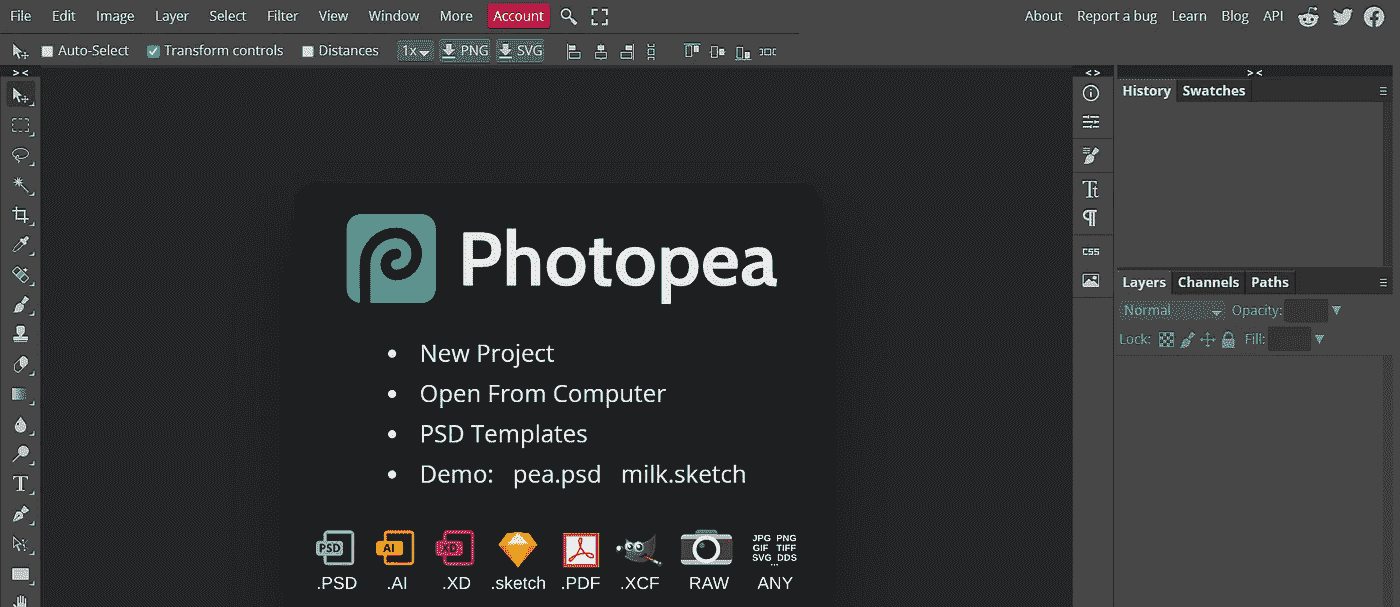 File Edit Image Layer Select Filter View Window More Account About Report a bug Learn Blog API
Auto-Select Transform controls Distances 1x PNG SVG
> < < > > <
History Swatches
Tt
¶
CSS
Photopea
Layers Channels Paths
Normal Opacity:
Lock: Fill:
New Project
Open From Computer
PSD Templates
Demo: pea.psd milk.sketch
PSD AI XD JPG PNG
GIF TIFF
SVG DDS
...
.PSD .AI .XD .sketch .PDF .XCF RAW ANY